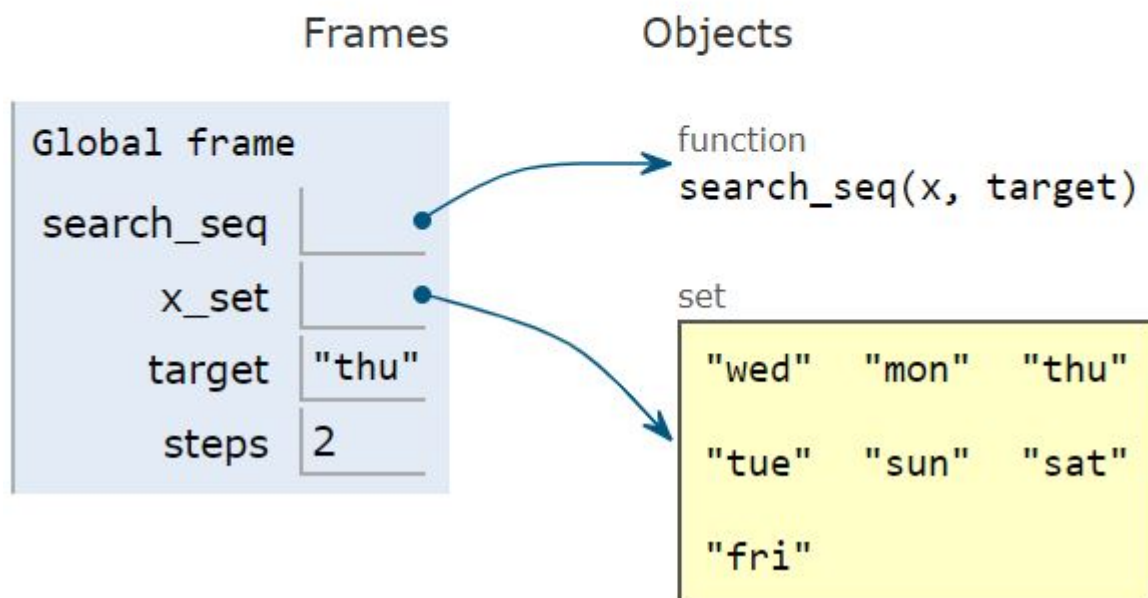 Frames Objects
Global frame
function
search_seq(x, target)
search_seq
x_set
set
target "thu"
steps 2
"wed" "mon" "thu"
"tue" "sun" "sat"
"fri"